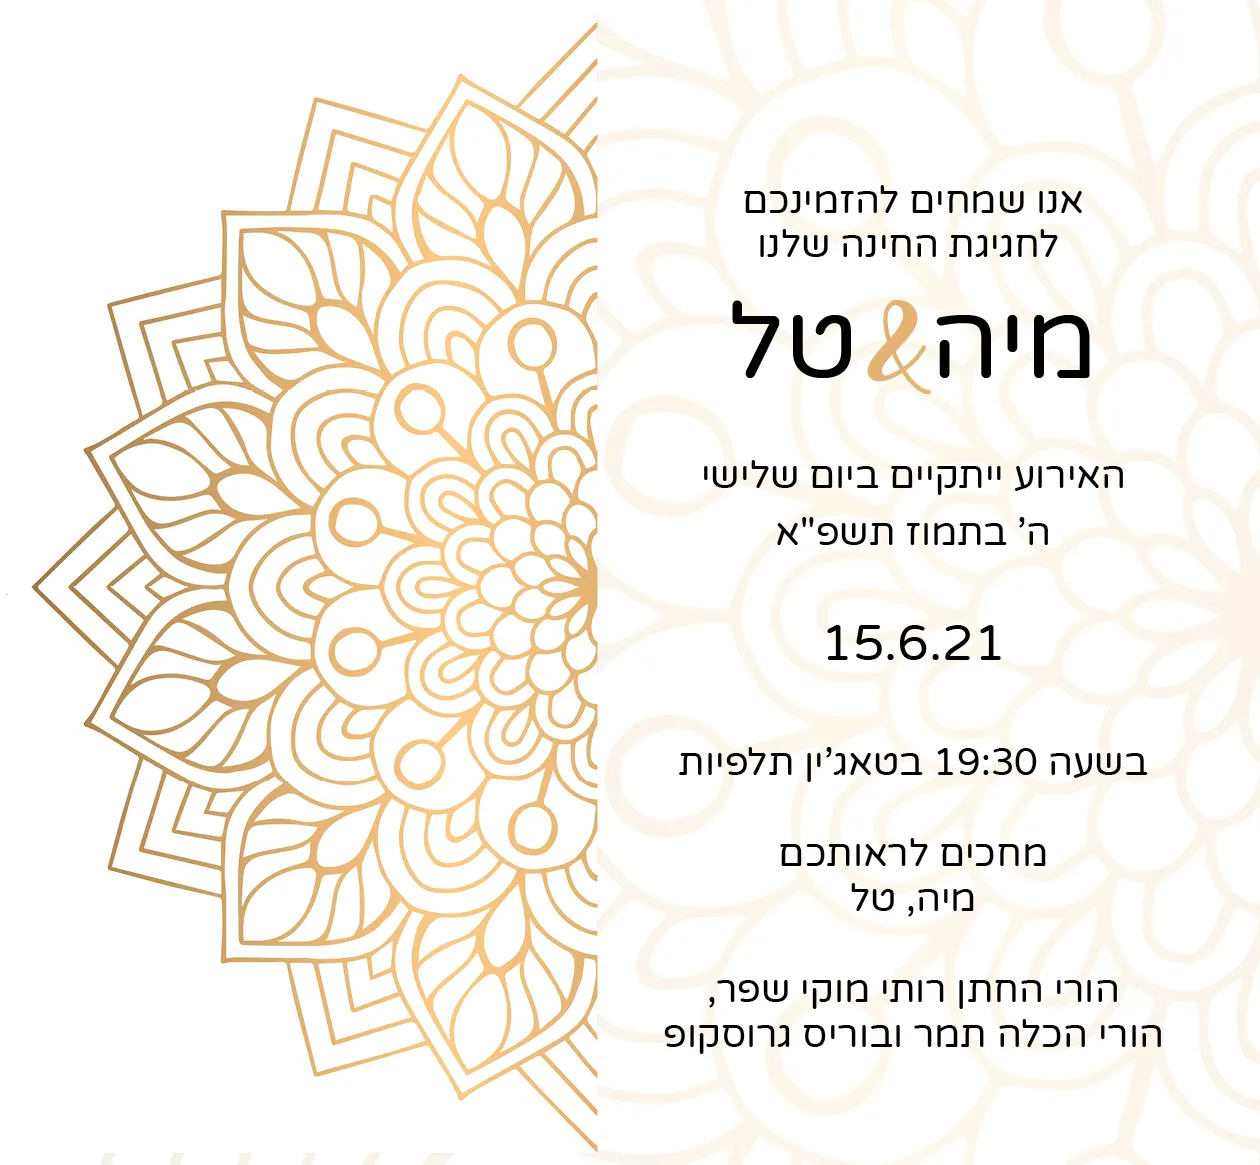 אנו שמחים להזמינכם
לחגיגת החינה שלנו
מיה & טל
האירוע ייתקיים ביום שלישי
ה' בתמוז תשפ"א
15.6.21
בשעה 19:30 בטאג'ין תלפיות
מחכים לראותכם
מיה, טל
הורי החתן רותי מוקי שפר,
הורי הכלה תמר ובוריס גרוסקופ